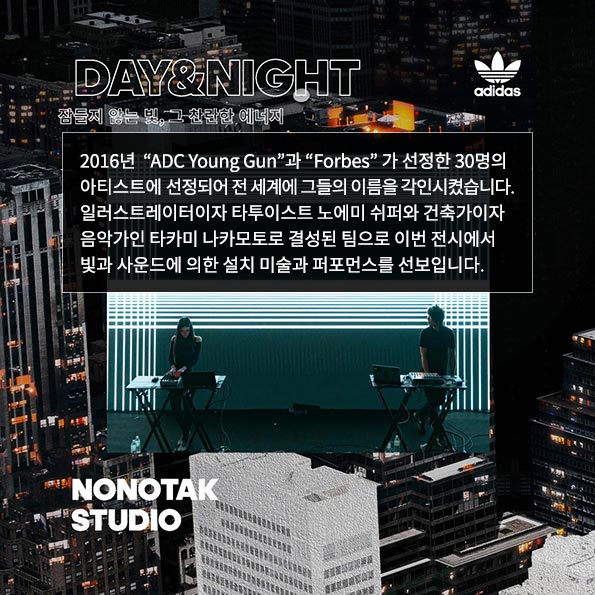 DAY&NIGHT
adidas
잠들지 않는 빛, 그 찬란한 에너지
2016년 “ADC Young Gun”과 “Forbes” 가 선정한 30명의
아티스트에 선정되어 전 세계에 그들의 이름을 각인시켰습니다.
일러스트레이터이자 타투이스트 노에미 쉬퍼와 건축가이자
음악가인 타카미 나카모토로 결성된 팀으로 이번 전시에서
빛과 사운드에 의한 설치 미술과 퍼포먼스를 선보입니다.
NONOTAK
STUDIO